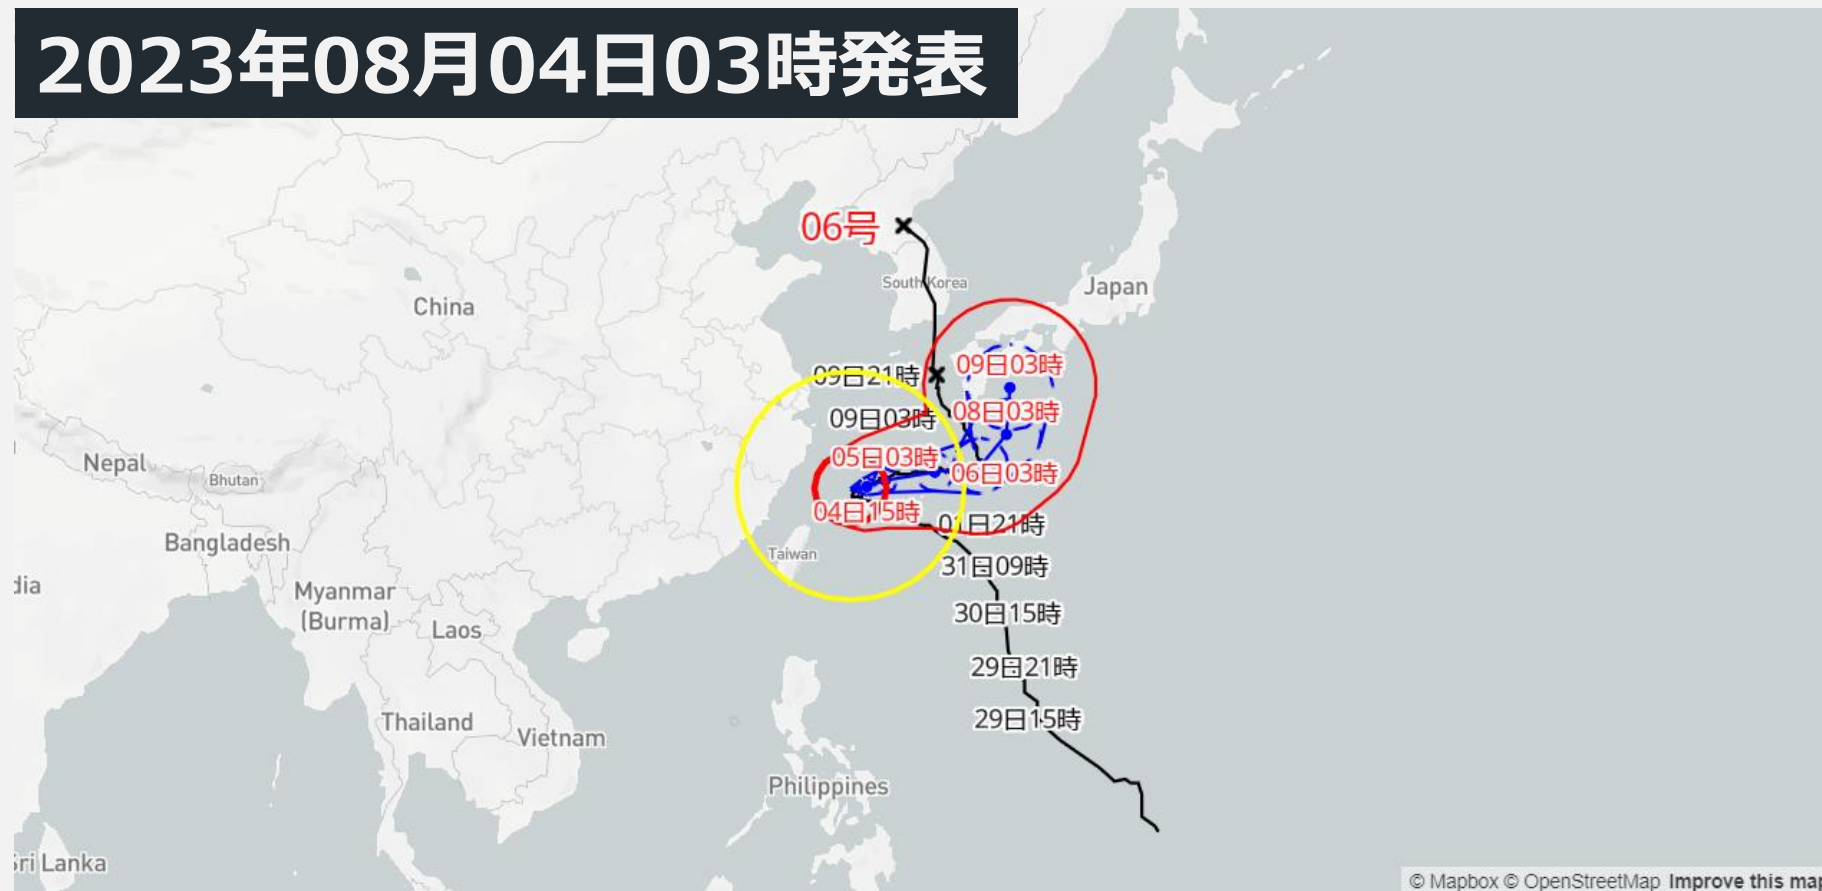 2023年08月04日03時発表
06号
South Korea
Japan
China
09日21時
09日03時
09日03時
08日03時
05日03時
06日03時
04日15時
01日21時
31日09時
30日15時
29日21時
29日15時
Nepal
Bhutan
Bangladesh
Taiwan
dia
Myanmar
(Burma)
Laos
Thailand
Vietnam
Philippines
Sri Lanka
© Mapbox © OpenStreetMap Improve this map